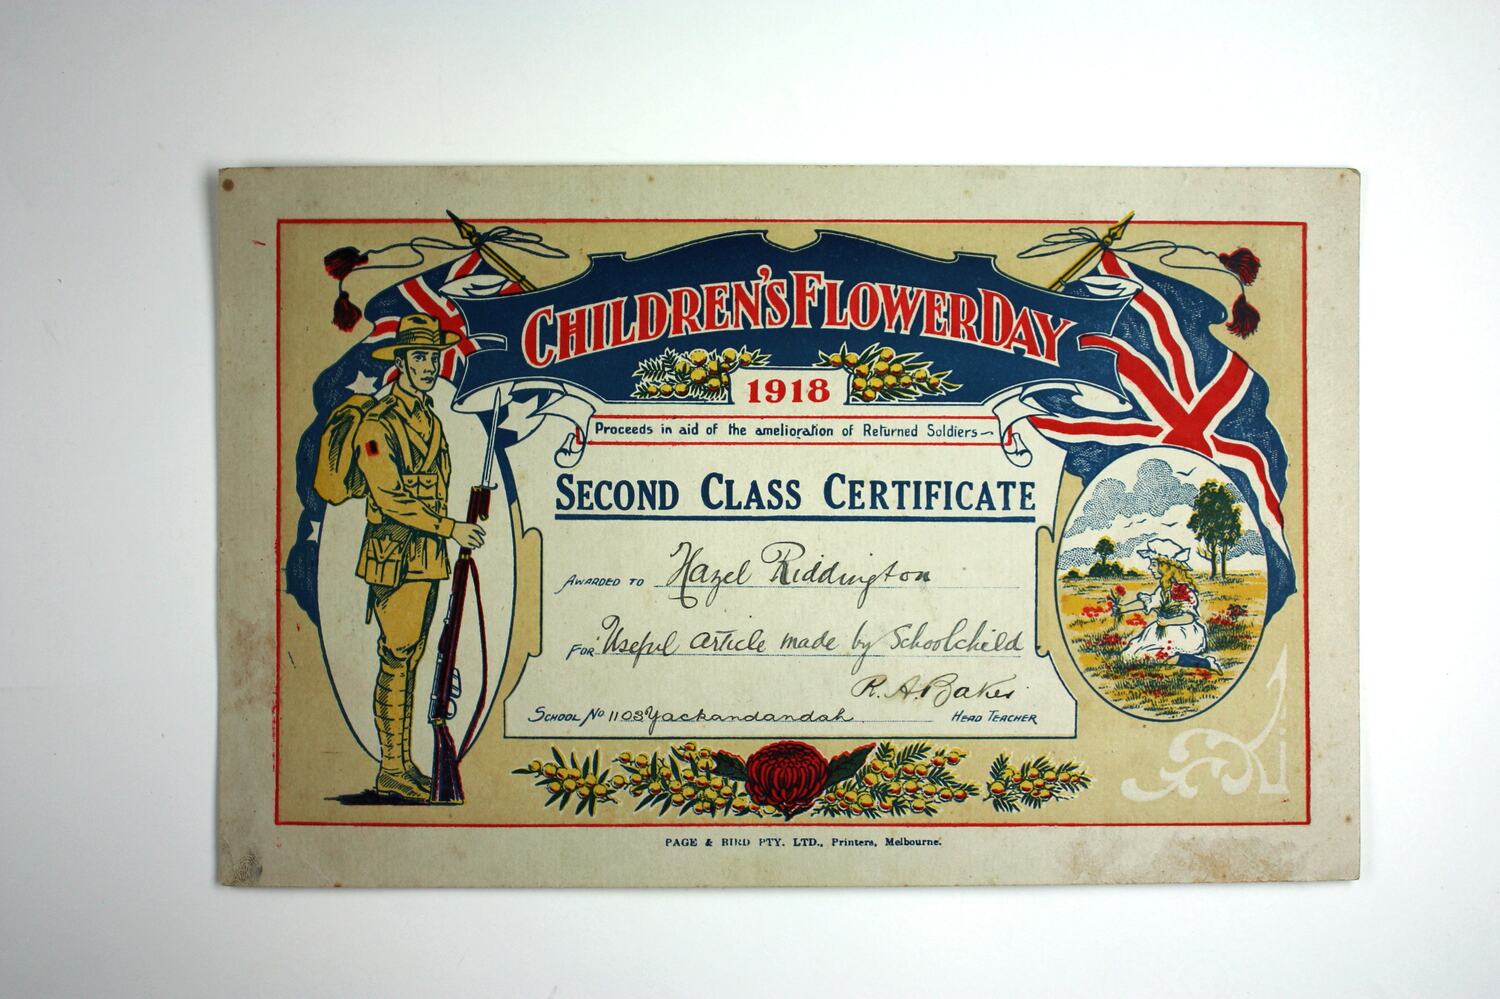 CHILDREN'S FLOWER DAY
1918
Proceeds in aid of the amelioration of Returned Soldiers
SECOND CLASS CERTIFICATE
AWARDED TO Hazel Riddington
FOR Useful article made by Schoolchild
R. A. Baker
SCHOOL No 1103 Yackandandah HEAD TEACHER
PAGE & BIRD PTY. LTD., Printers, Melbourne.